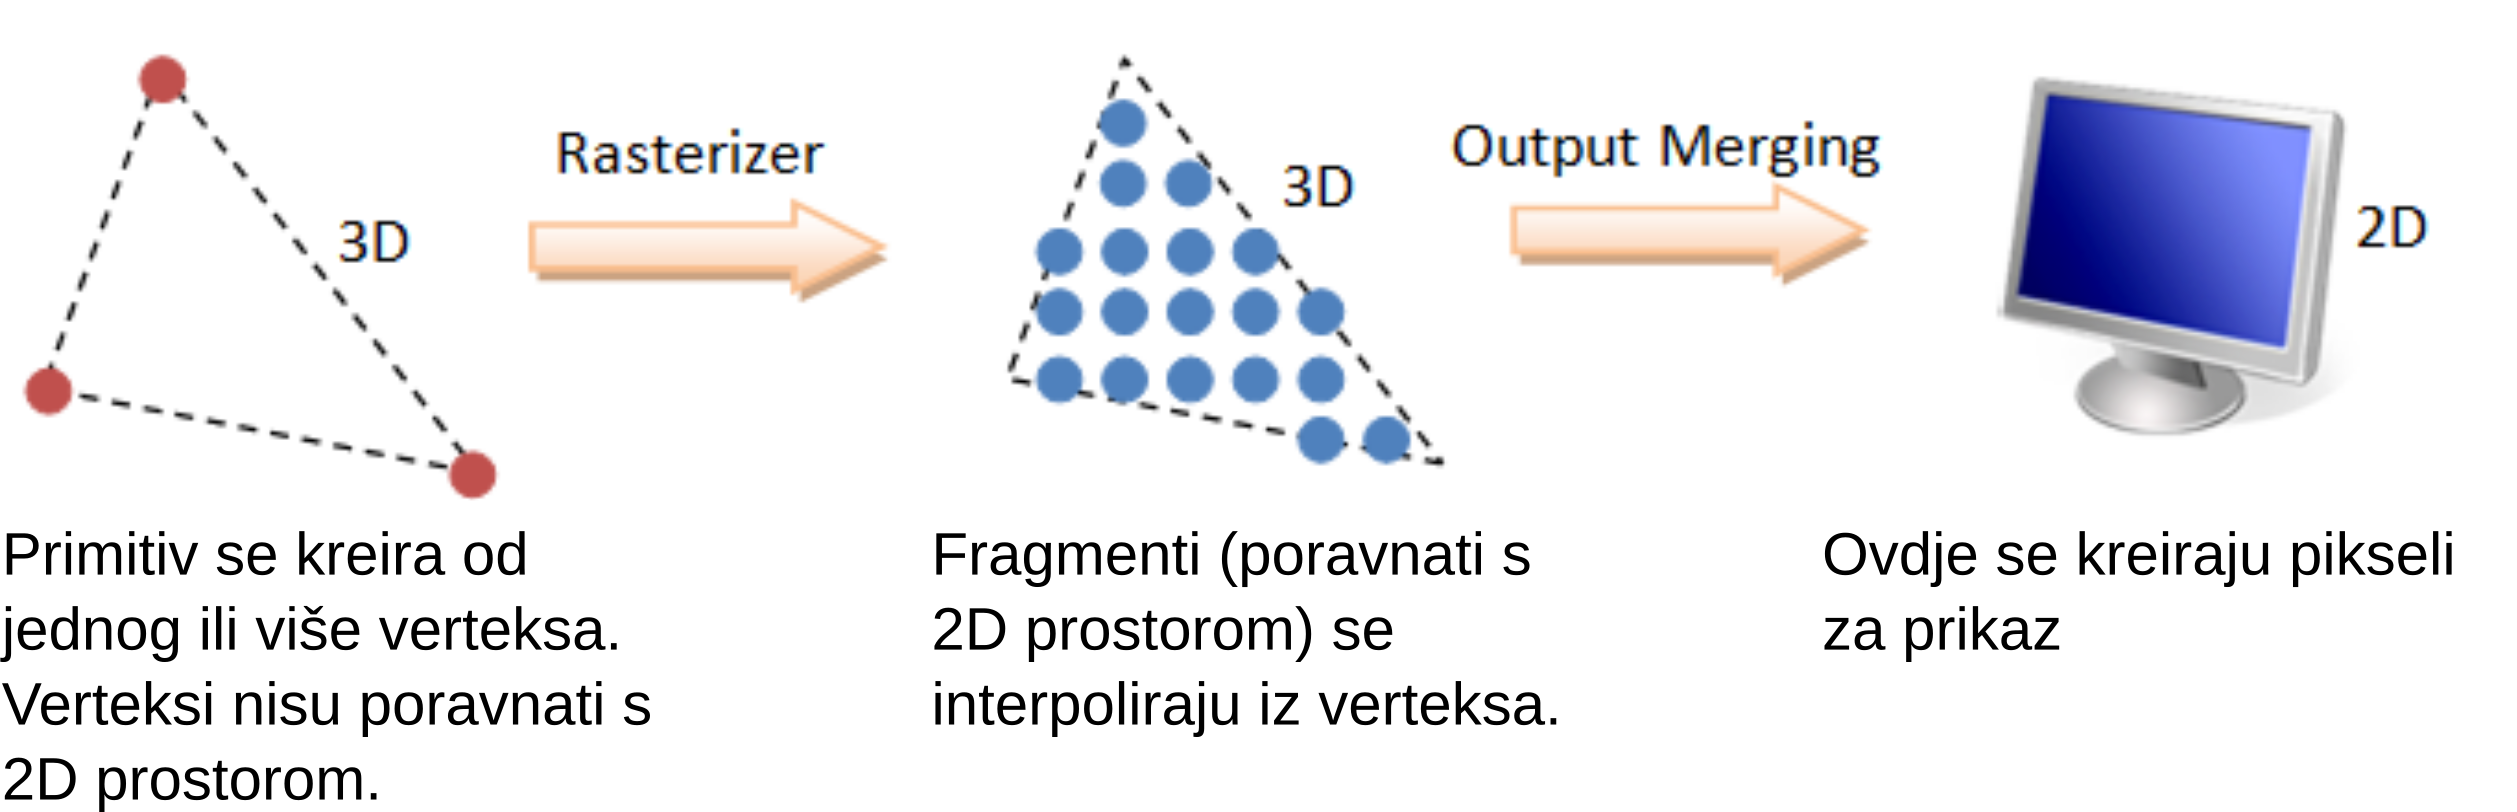 Rasterizer
3D
3D
Output Merging
2D
Primitiv se kreira od
jednog ili više verteksa.
Verteksi nisu poravnati s
2D prostorom.
Fragmenti (poravnati s
2D prostorom) se
interpoliraju iz verteksa.
Ovdje se kreiraju pikseli
za prikaz